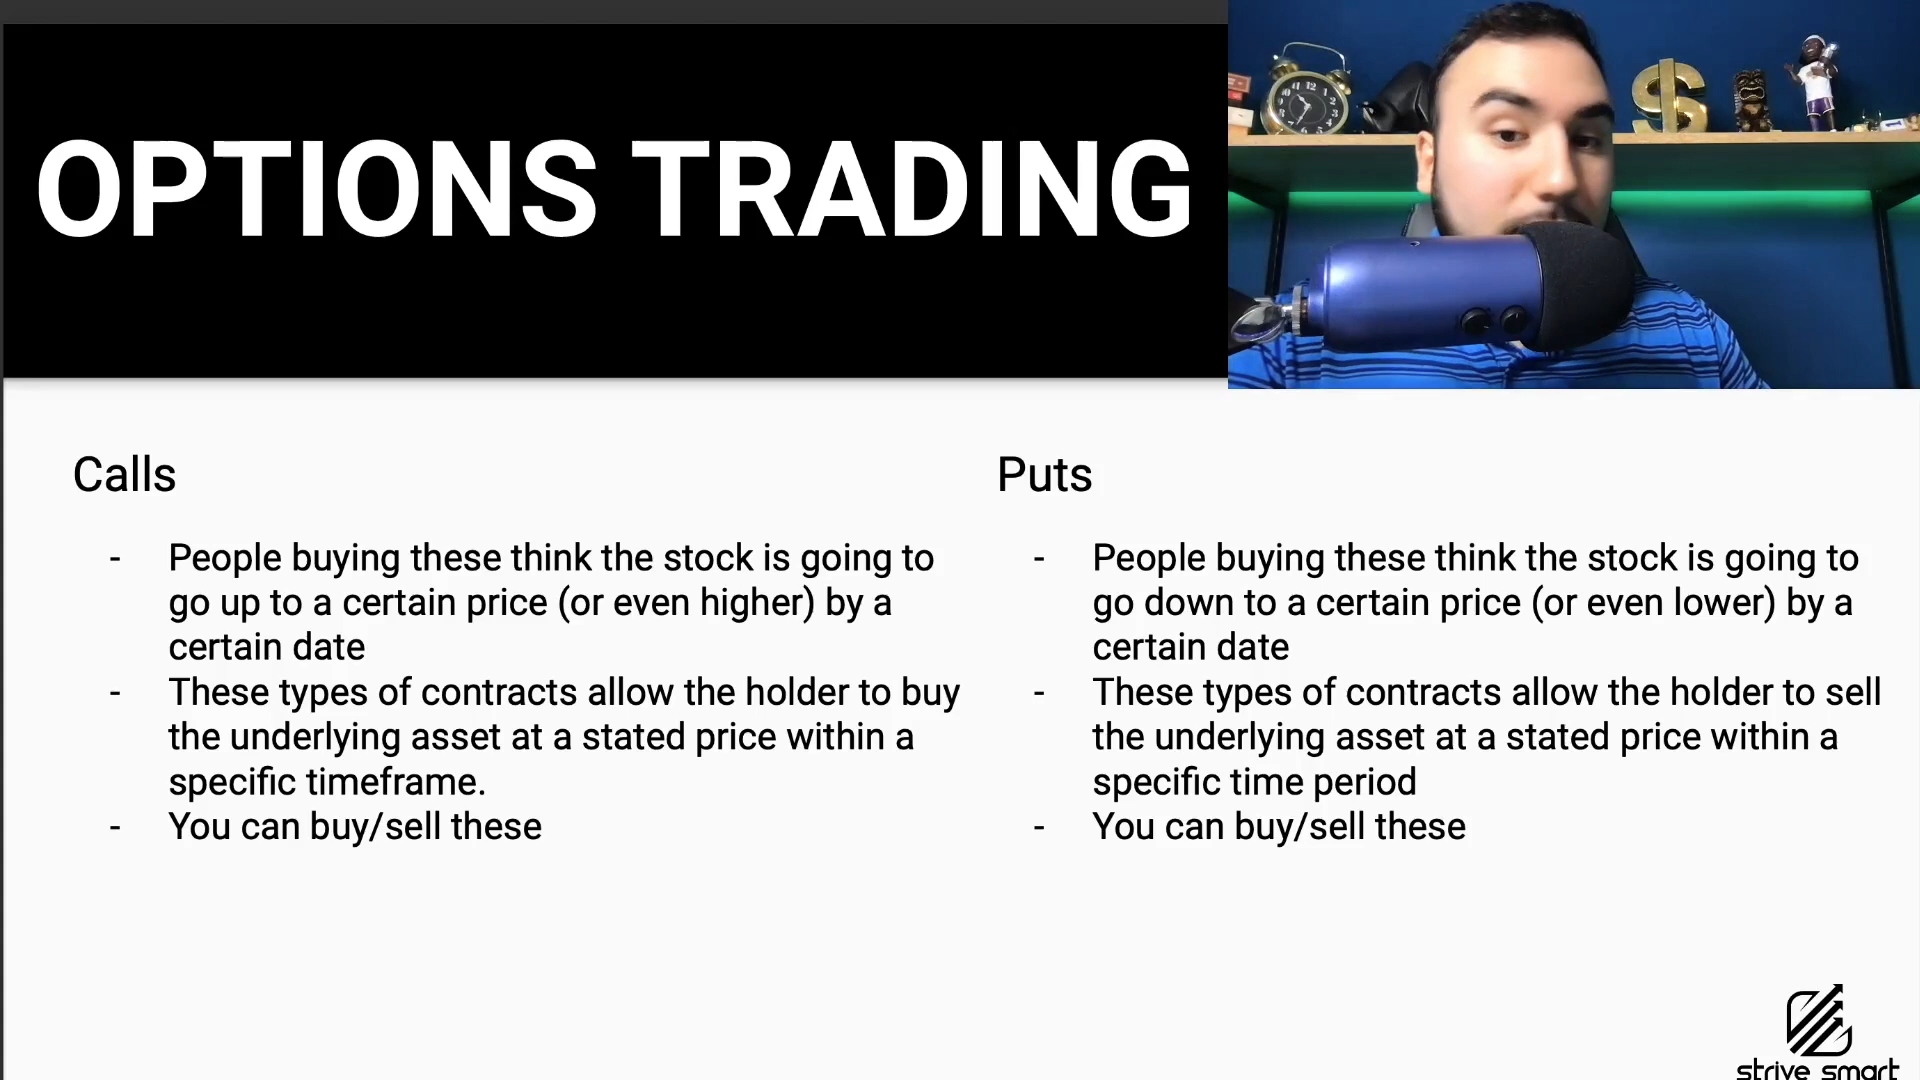 OPTIONS TRADING
Calls
- People buying these think the stock is going to
go up to a certain price (or even higher) by a
certain date
- These types of contracts allow the holder to buy
the underlying asset at a stated price within a
specific timeframe.
- You can buy/sell these
Puts
- People buying these think the stock is going to
go down to a certain price (or even lower) by a
certain date
- These types of contracts allow the holder to sell
the underlying asset at a stated price within a
specific time period
- You can buy/sell these
strive smart